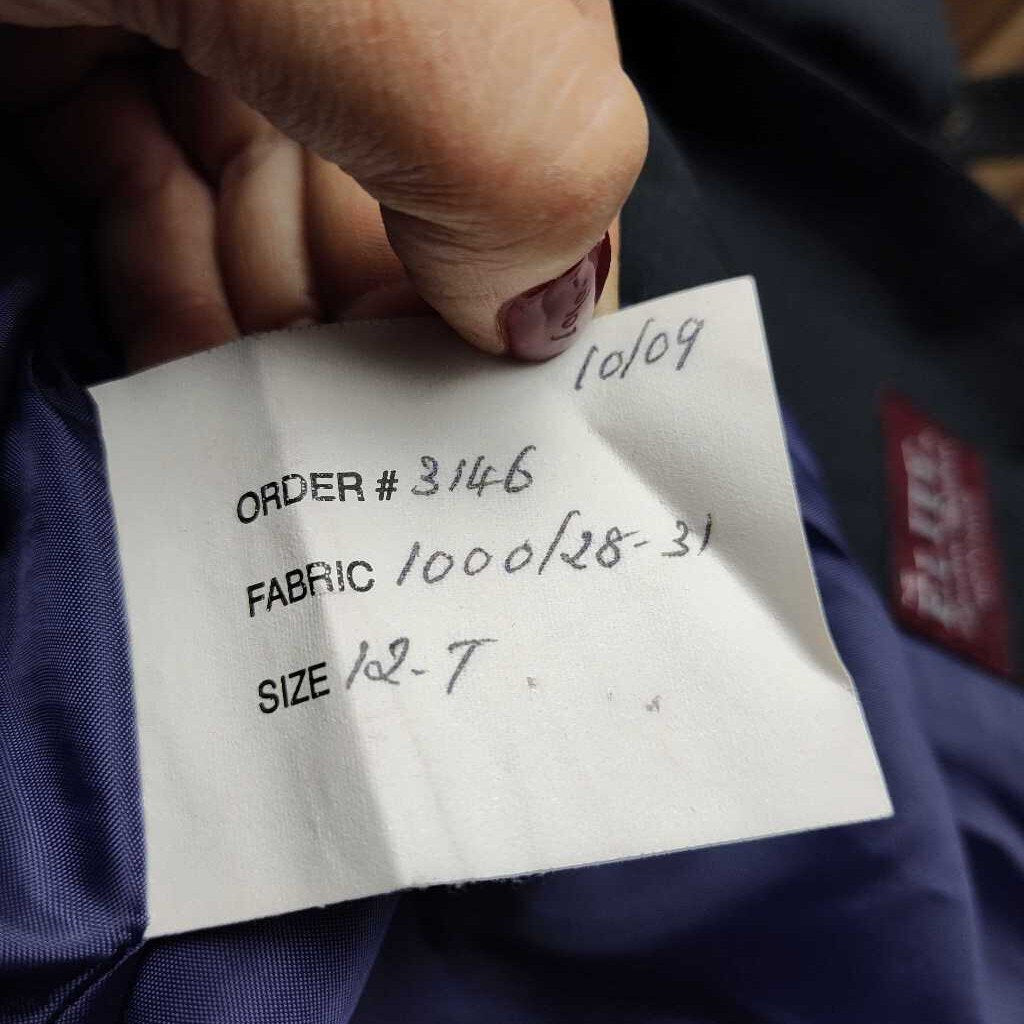 10/09
ORDER # 3146
FABRIC 1000/28-31
SIZE 12-T